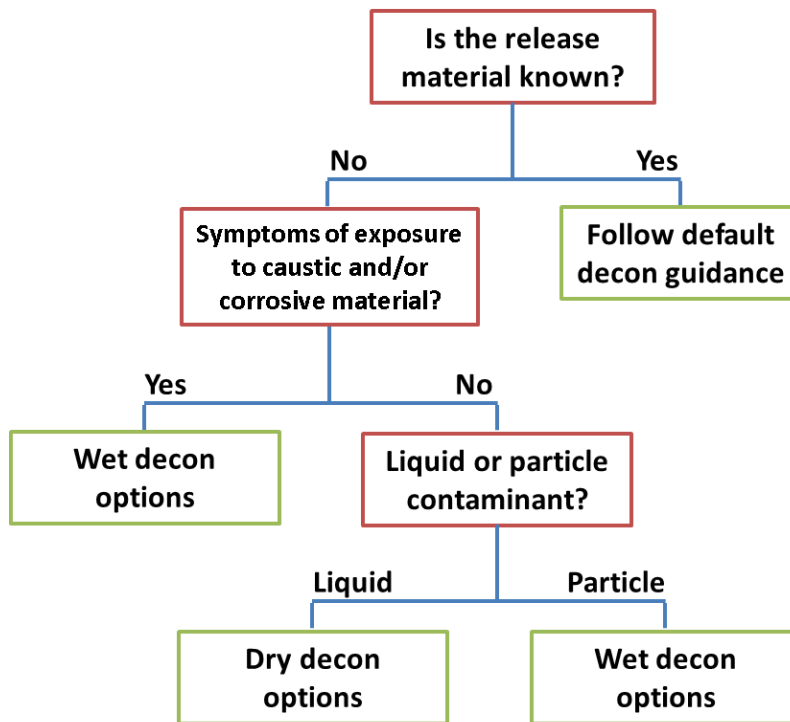 Is the release
material known?
No
Yes
Symptoms of exposure
to caustic and/or
corrosive material?
Follow default
decon guidance
Yes
No
Wet decon
options
Liquid or particle
contaminant?
Liquid
Particle
Dry decon
options
Wet decon
options